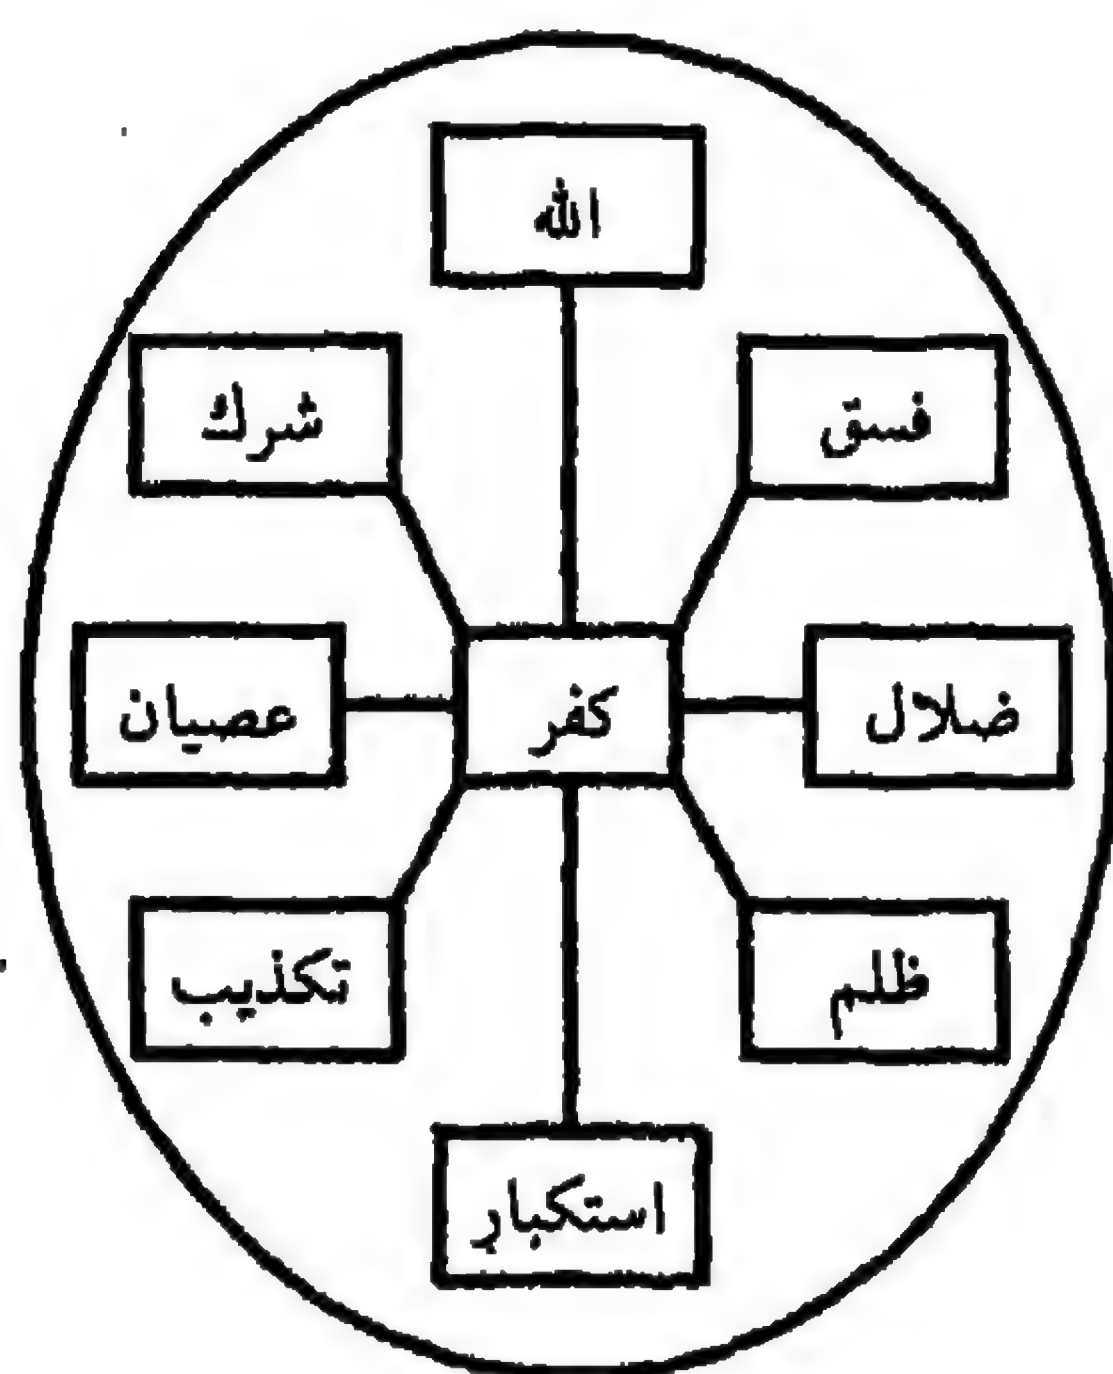 الله
فسق
شرك
ضلال
كفر
عصيان
ظلم
تكذيب
استكبار